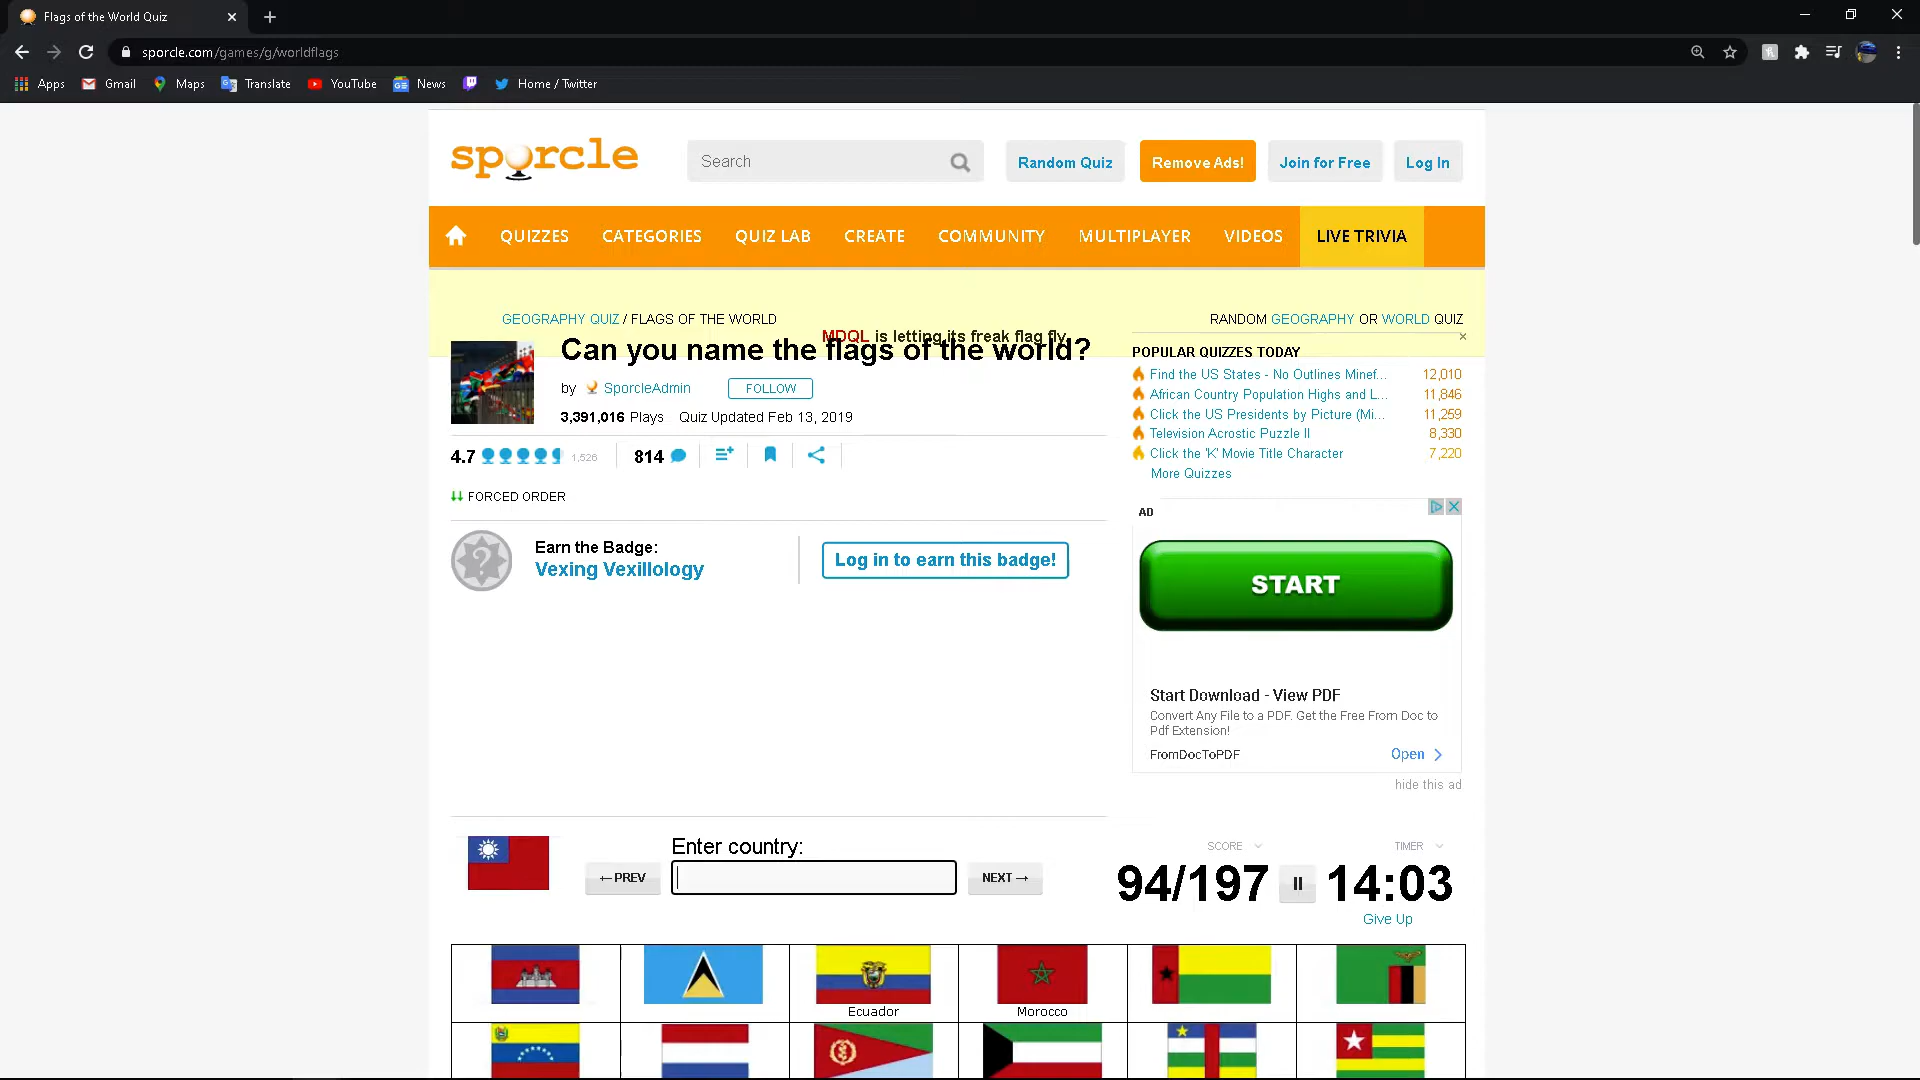 Flags of the World Quiz
sporcle.com/games/g/worldflags
Apps Gmail Maps Translate YouTube News Home / Twitter
sporcle
Search
Random Quiz Remove Ads! Join for Free Log In
QUIZZES CATEGORIES QUIZ LAB CREATE COMMUNITY MULTIPLAYER VIDEOS LIVE TRIVIA
GEOGRAPHY QUIZ / FLAGS OF THE WORLD
MDQL is letting its freak flag fly.
Can you name the flags of the world?
by SporcleAdmin FOLLOW
3,391,016 Plays Quiz Updated Feb 13, 2019
4.7 1,526 814
FORCED ORDER
Earn the Badge:
Vexing Vexillology
Log in to earn this badge!
RANDOM GEOGRAPHY OR WORLD QUIZ
POPULAR QUIZZES TODAY
Find the US States - No Outlines Minef... 12,010
African Country Population Highs and L... 11,846
Click the US Presidents by Picture (Mi... 11,259
Television Acrostic Puzzle II 8,330
Click the 'K' Movie Title Character 7,220
More Quizzes
AD
START
Start Download - View PDF
Convert Any File to a PDF. Get the Free From Doc to
Pdf Extension!
FromDocToPDF Open
hide this ad
Enter country:
←PREV NEXT→
SCORE TIMER
94/197 14:03
Give Up
Ecuador Morocco